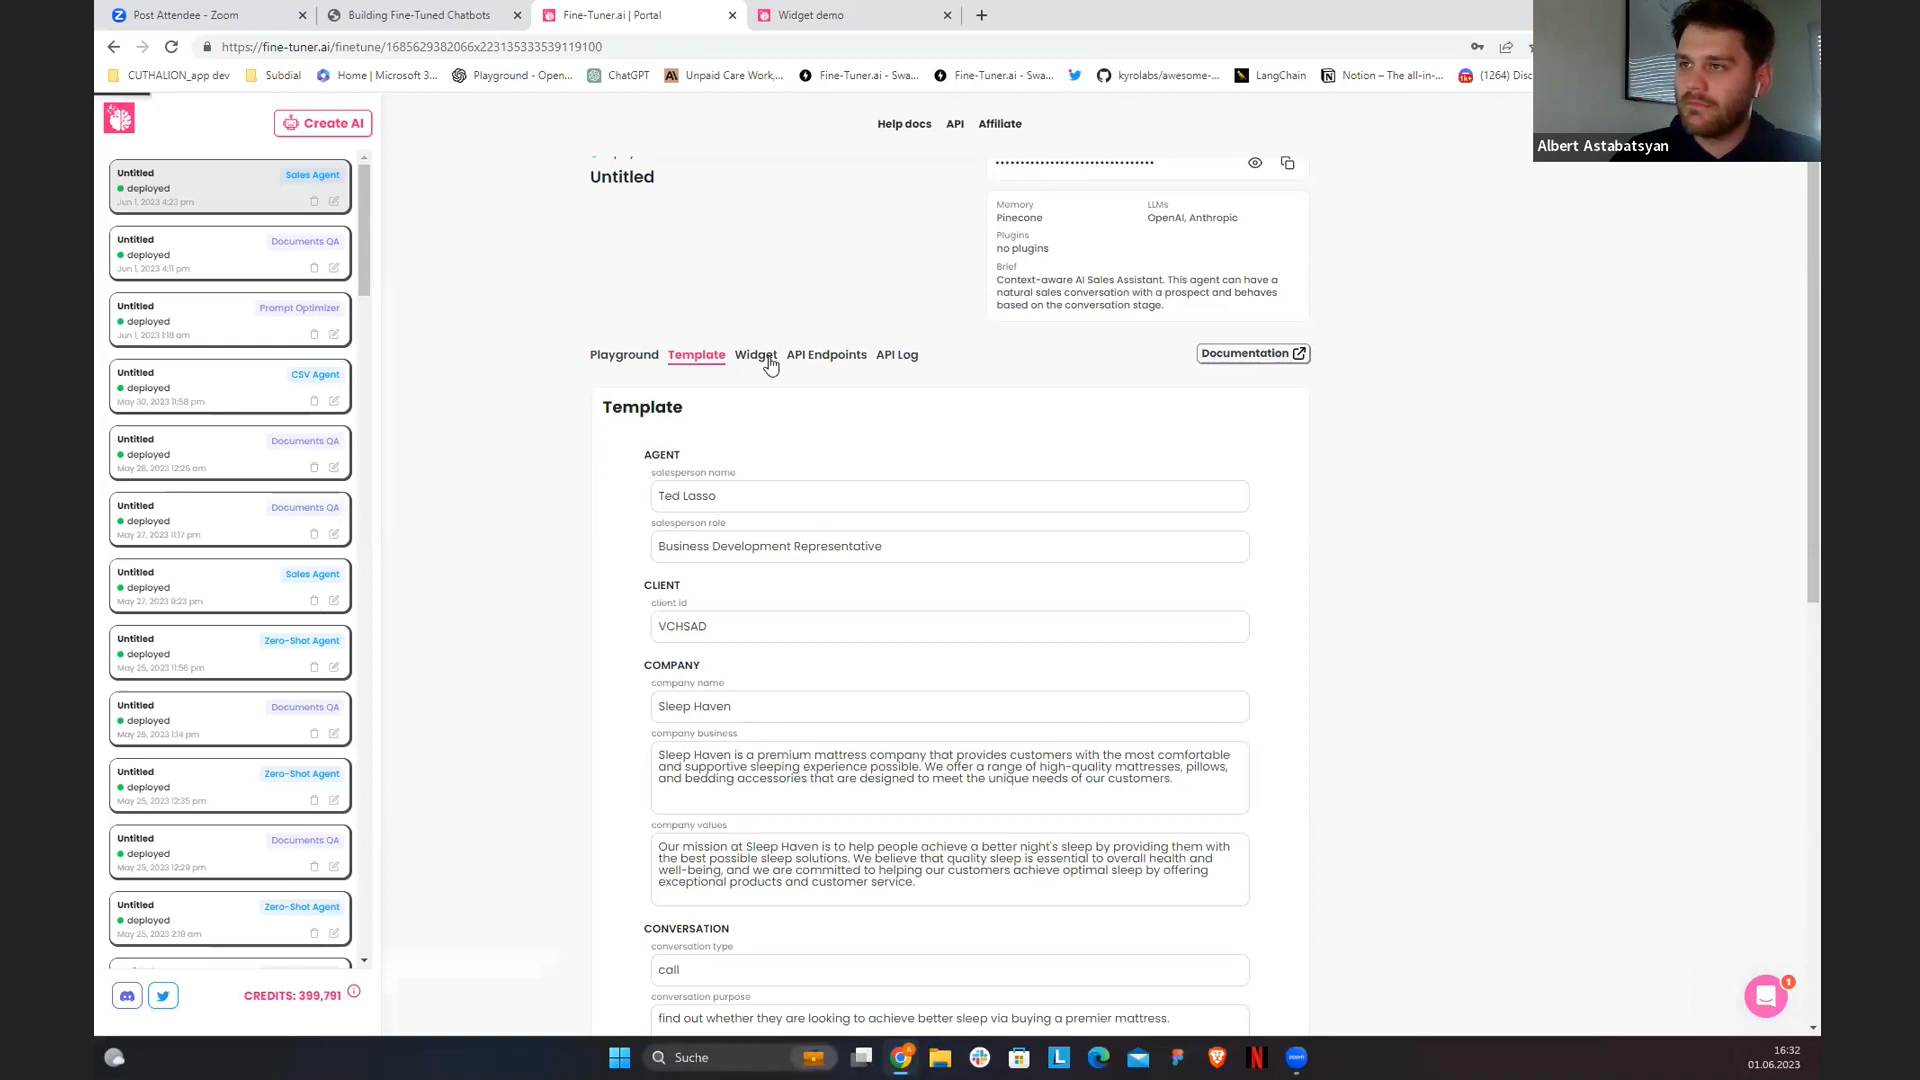 Post Attendee - Zoom
Building Fine-Tuned Chatbots
Fine-Tuner.ai | Portal
Widget demo
https://fine-tuner.ai/finetune/1685629382066x223135333539119100
CUTHALION_app dev
Subdial
Home | Microsoft 3...
Playground - Open...
ChatGPT
Unpaid Care Work,...
Fine-Tuner.ai - Swa...
Fine-Tuner.ai - Swa...
kyrolabs/awesome-...
LangChain
Notion – The all-in-...
(1264) Disc
Albert Astabatsyan
Create AI
Help docs
API
Affiliate
Untitled
Sales Agent
deployed
Jun 1, 2023 4:23 pm
Untitled
Documents QA
deployed
Jun 1, 2023 4:11 pm
Untitled
Prompt Optimizer
deployed
Jun 1, 2023 1:18 am
Untitled
CSV Agent
deployed
May 30, 2023 11:58 pm
Untitled
Documents QA
deployed
May 28, 2023 12:26 am
Untitled
Documents QA
deployed
May 27, 2023 11:17 pm
Untitled
Sales Agent
deployed
May 27, 2023 9:23 pm
Untitled
Zero-Shot Agent
deployed
May 25, 2023 11:56 pm
Untitled
Documents QA
deployed
May 25, 2023 1:14 pm
Untitled
Zero-Shot Agent
deployed
May 25, 2023 12:35 pm
Untitled
Documents QA
deployed
May 25, 2023 12:29 pm
Untitled
Zero-Shot Agent
deployed
May 25, 2023 2:19 am
CREDITS: 399,791
Untitled
Memory
Pinecone
LLMs
OpenAI, Anthropic
Plugins
no plugins
Brief
Context-aware AI Sales Assistant. This agent can have a
natural sales conversation with a prospect and behaves
based on the conversation stage.
Playground
Template
Widget
API Endpoints
API Log
Documentation
Template
AGENT
salesperson name
Ted Lasso
salesperson role
Business Development Representative
CLIENT
client id
VCHSAD
COMPANY
company name
Sleep Haven
company business
Sleep Haven is a premium mattress company that provides customers with the most comfortable
and supportive sleeping experience possible. We offer a range of high-quality mattresses, pillows,
and bedding accessories that are designed to meet the unique needs of our customers.
company values
Our mission at Sleep Haven is to help people achieve a better night's sleep by providing them with
the best possible sleep solutions. We believe that quality sleep is essential to overall health and
well-being, and we are committed to helping our customers achieve optimal sleep by offering
exceptional products and customer service.
CONVERSATION
conversation type
call
conversation purpose
find out whether they are looking to achieve better sleep via buying a premier mattress.
1
Suche
16:32
01.06.2023